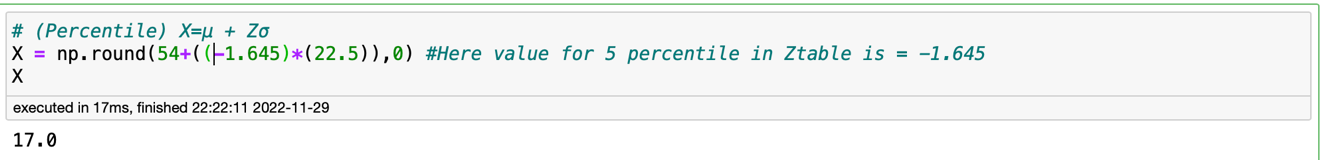 # (Percentile) X=μ + Zσ
X = np.round(54+((-1.645)*(22.5)),0) #Here value for 5 percentile in Ztable is = -1.645
X
executed in 17ms, finished 22:22:11 2022-11-29
17.0